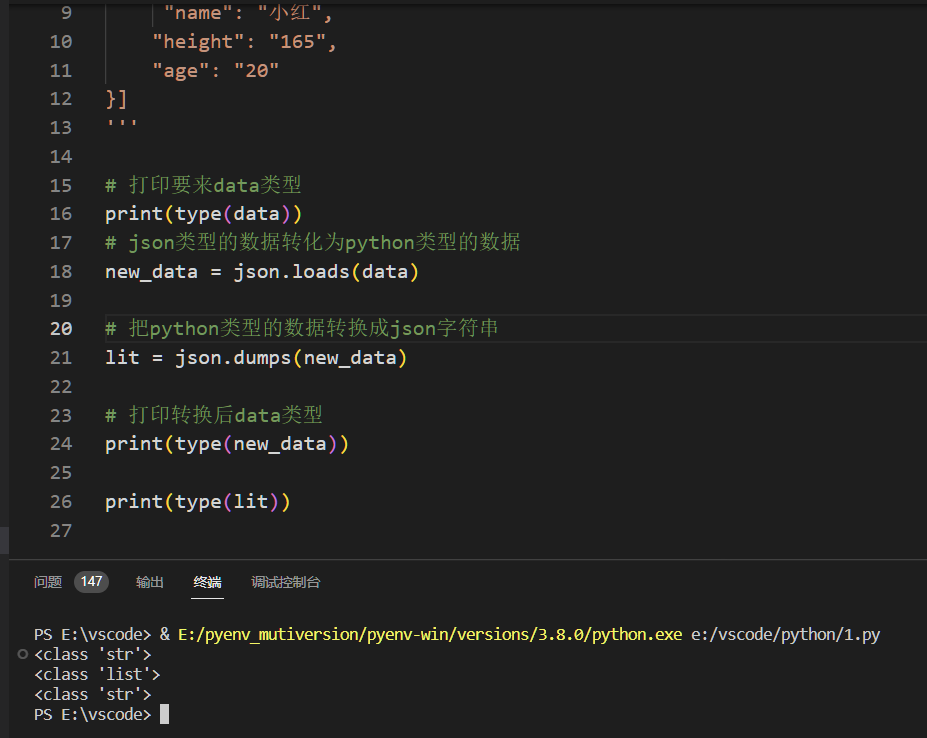 9 "name": "小红",
10 "height": "165",
11 "age": "20"
12 }]
13 '''
14
15 # 打印要来data类型
16 print(type(data))
17 # json类型的数据转化为python类型的数据
18 new_data = json.loads(data)
19
20 # 把python类型的数据转换成json字符串
21 lit = json.dumps(new_data)
22
23 # 打印转换后data类型
24 print(type(new_data))
25
26 print(type(lit))
27
问题 147 输出 终端 调试控制台
PS E:\vscode> & E:/pyenv_mutiversion/pyenv-win/versions/3.8.0/python.exe e:/vscode/python/1.py
<class 'str'>
<class 'list'>
<class 'str'>
PS E:\vscode>